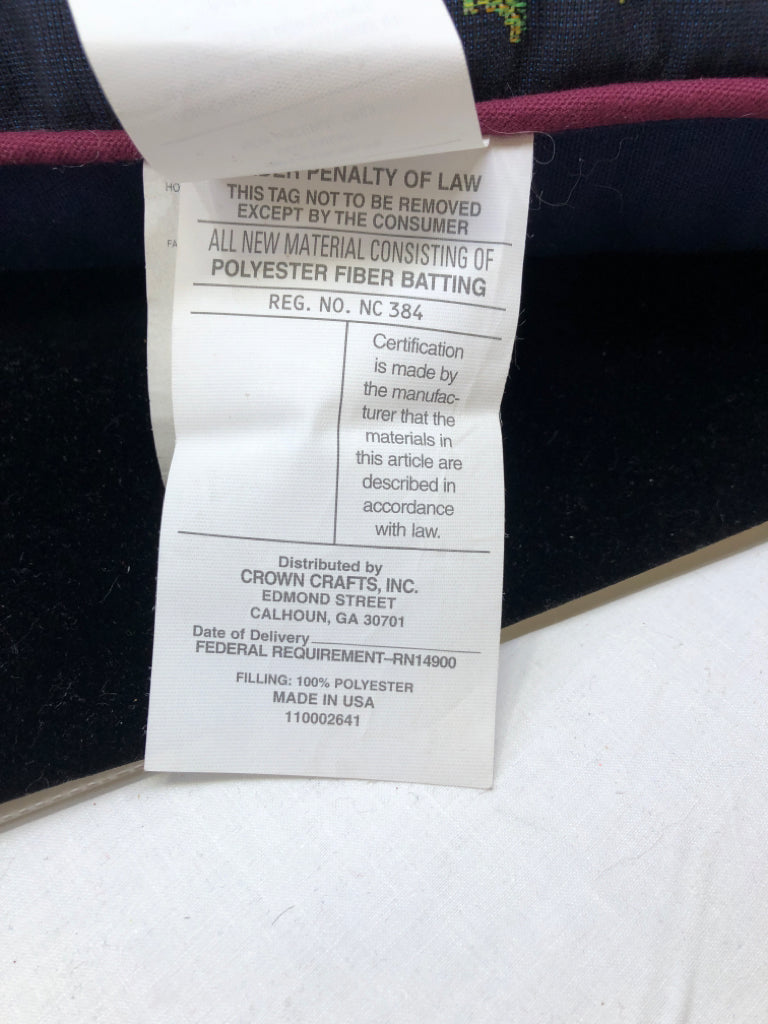 HO
FA
PENALTY OF LAW
THIS TAG NOT TO BE REMOVED
EXCEPT BY THE CONSUMER
ALL NEW MATERIAL CONSISTING OF
POLYESTER FIBER BATTING
REG. NO. NC 384
Certification
is made by
the manufac-
turer that the
materials in
this article are
described in
accordance
with law.
Distributed by
CROWN CRAFTS, INC.
EDMOND STREET
CALHOUN, GA 30701
Date of Delivery
FEDERAL REQUIREMENT–RN14900
FILLING: 100% POLYESTER
MADE IN USA
110002641